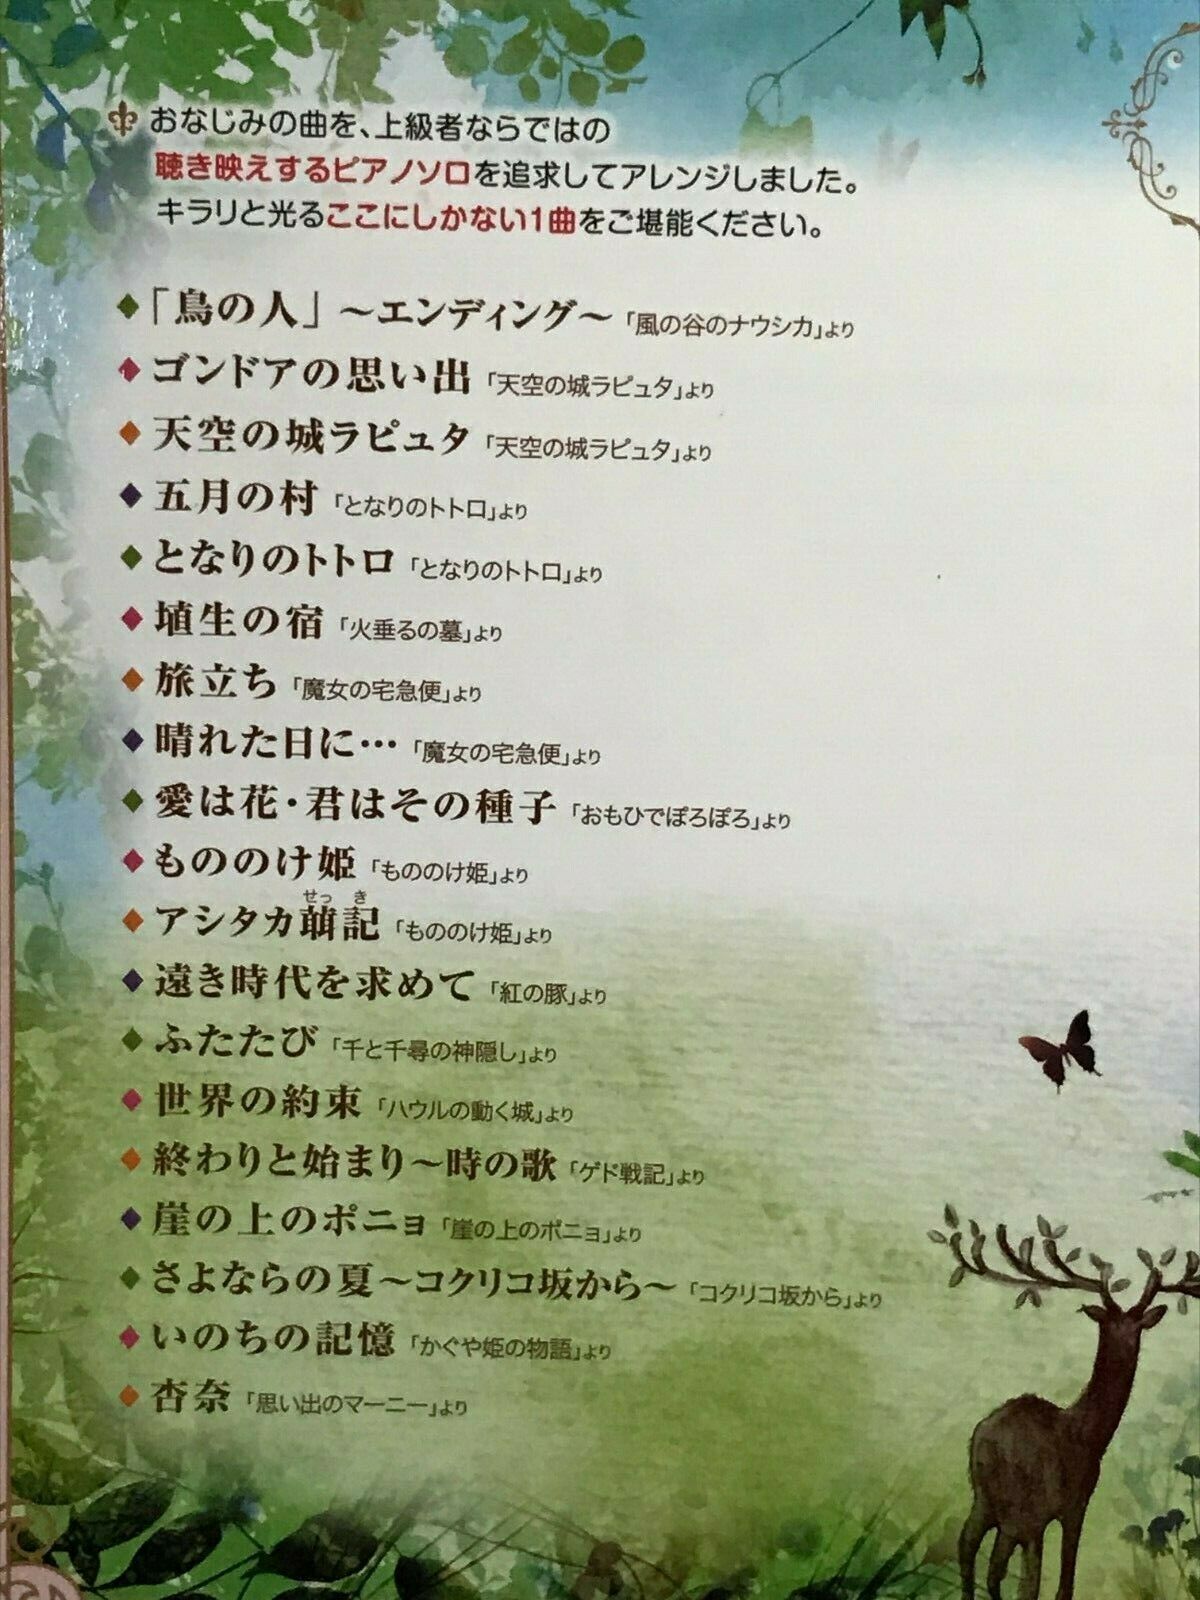 おなじみの曲を、上級者ならではの
聴き映えするピアノソロを追求してアレンジしました。
キラリと光るここにしかない1曲をご堪能ください。
◆「鳥の人」〜エンディング〜「風の谷のナウシカ」より
◆ゴンドアの思い出「天空の城ラピュタ」より
◆天空の城ラピュタ「天空の城ラピュタ」より
◆五月の村「となりのトトロ」より
◆となりのトトロ「となりのトトロ」より
◆埴生の宿「火垂るの墓」より
◆旅立ち「魔女の宅急便」より
◆晴れた日に…「魔女の宅急便」より
◆愛は花・君はその種子「おもひでぽろぽろ」より
◆もののけ姫「もののけ姫」より
せっき
◆アシタカ𦻙記「もののけ姫」より
◆遠き時代を求めて「紅の豚」より
◆ふたたび「千と千尋の神隠し」より
◆世界の約束「ハウルの動く城」より
◆終わりと始まり〜時の歌「ゲド戦記」より
◆崖の上のポニョ「崖の上のポニョ」より
◆さよならの夏〜コクリコ坂から〜「コクリコ坂から」より
◆いのちの記憶「かぐや姫の物語」より
◆杏奈「思い出のマーニー」より